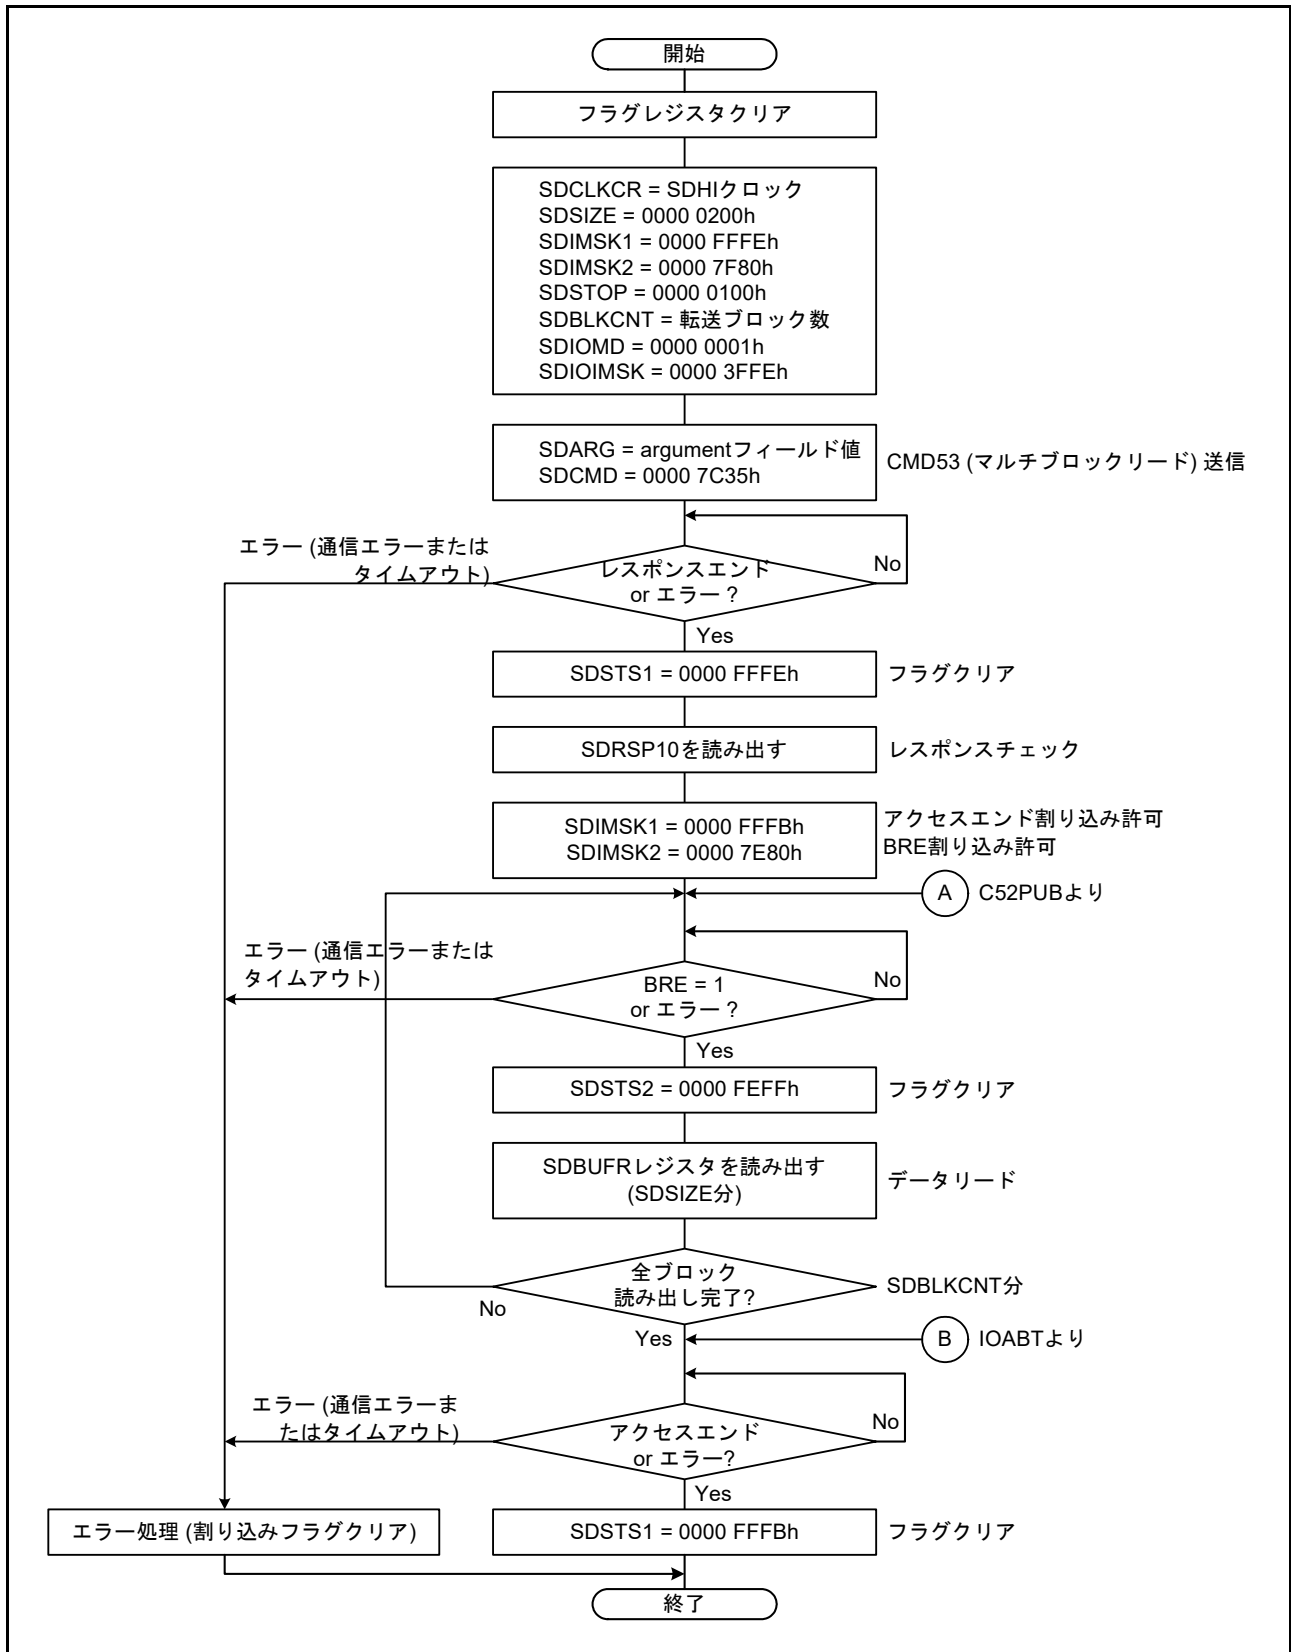 開始
フラグレジスタクリア
SDCLKCR = SDHIクロック
SDSIZE = 0000 0200h
SDIMSK1 = 0000 FFFEh
SDIMSK2 = 0000 7F80h
SDSTOP = 0000 0100h
SDBLKCNT = 転送ブロック数
SDIOMD = 0000 0001h
SDIOIMSK = 0000 3FFEh
SDARG = argumentフィールド値
SDCMD = 0000 7C35h
CMD53 (マルチブロックリード) 送信
エラー (通信エラーまたは
タイムアウト)
レスポンスエンド
or エラー ?
No
Yes
SDSTS1 = 0000 FFFEh
フラグクリア
SDRSP10を読み出す
レスポンスチェック
SDIMSK1 = 0000 FFFBh
SDIMSK2 = 0000 7E80h
アクセスエンド割り込み許可
BRE割り込み許可
A
C52PUBより
エラー (通信エラーまたは
タイムアウト)
BRE = 1
or エラー ?
No
Yes
SDSTS2 = 0000 FEFFh
フラグクリア
SDBUFRレジスタを読み出す
(SDSIZE分)
データリード
全ブロック
読み出し完了?
SDBLKCNT分
No
Yes
B
IOABTより
エラー (通信エラーま
たはタイムアウト)
アクセスエンド
or エラー?
No
Yes
エラー処理 (割り込みフラグクリア)
SDSTS1 = 0000 FFFBh
フラグクリア
終了